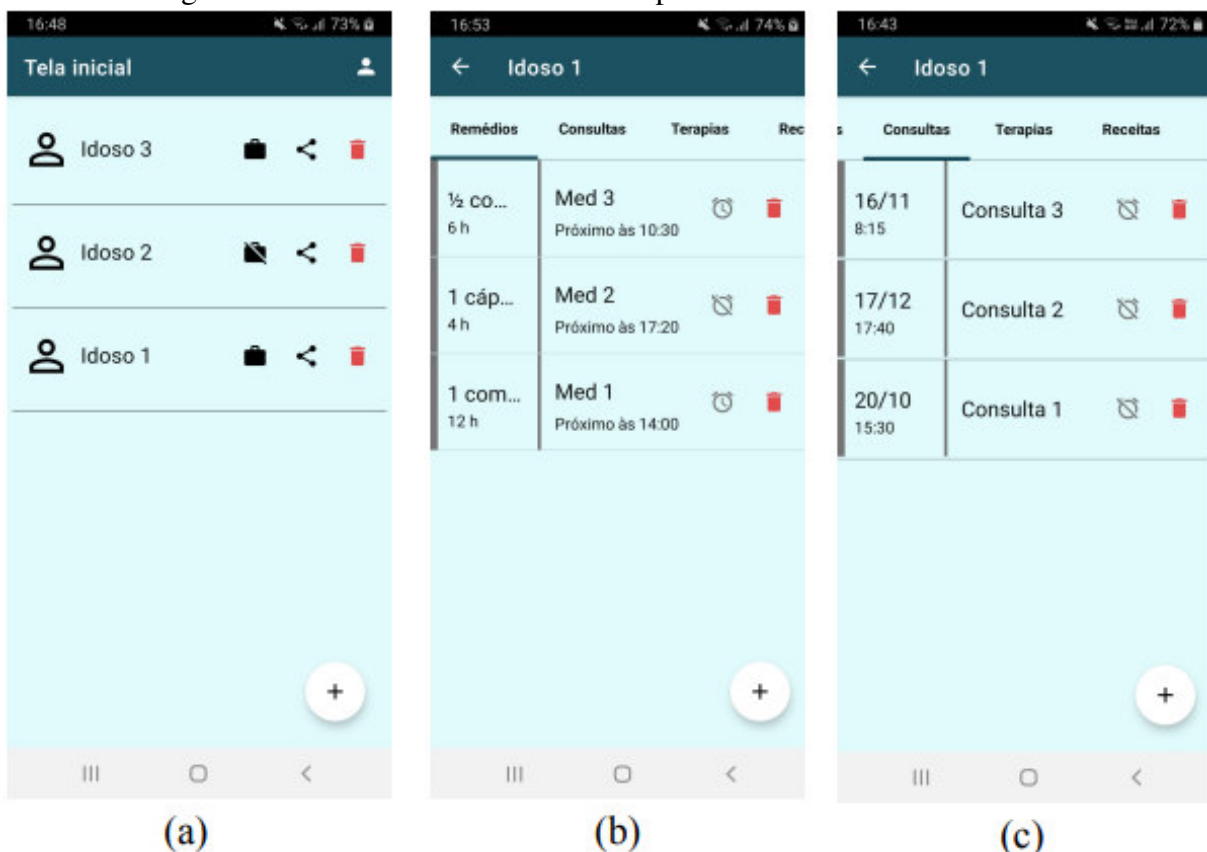 16:48 73%
Tela inicial
Idoso 3
Idoso 2
Idoso 1
+
(a)
16:53 74%
Idoso 1
Remédios Consultas Terapias Rec
½ co... Med 3
6 h Próximo às 10:30
1 cáp... Med 2
4 h Próximo às 17:20
1 com... Med 1
12 h Próximo às 14:00
+
(b)
16:43 72%
Idoso 1
s Consultas Terapias Receitas
16/11
8:15
Consulta 3
17/12
17:40
Consulta 2
20/10
15:30
Consulta 1
+
(c)